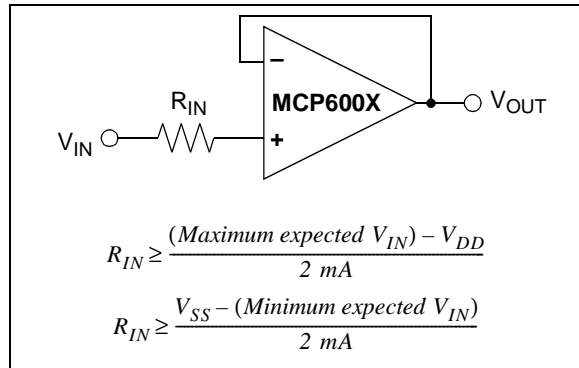 −
MCP600X
R_IN
V_OUT
V_IN
+
R_IN ≥ (Maximum expected V_IN) − V_DD / 2 mA
R_IN ≥ V_SS − (Minimum expected V_IN) / 2 mA